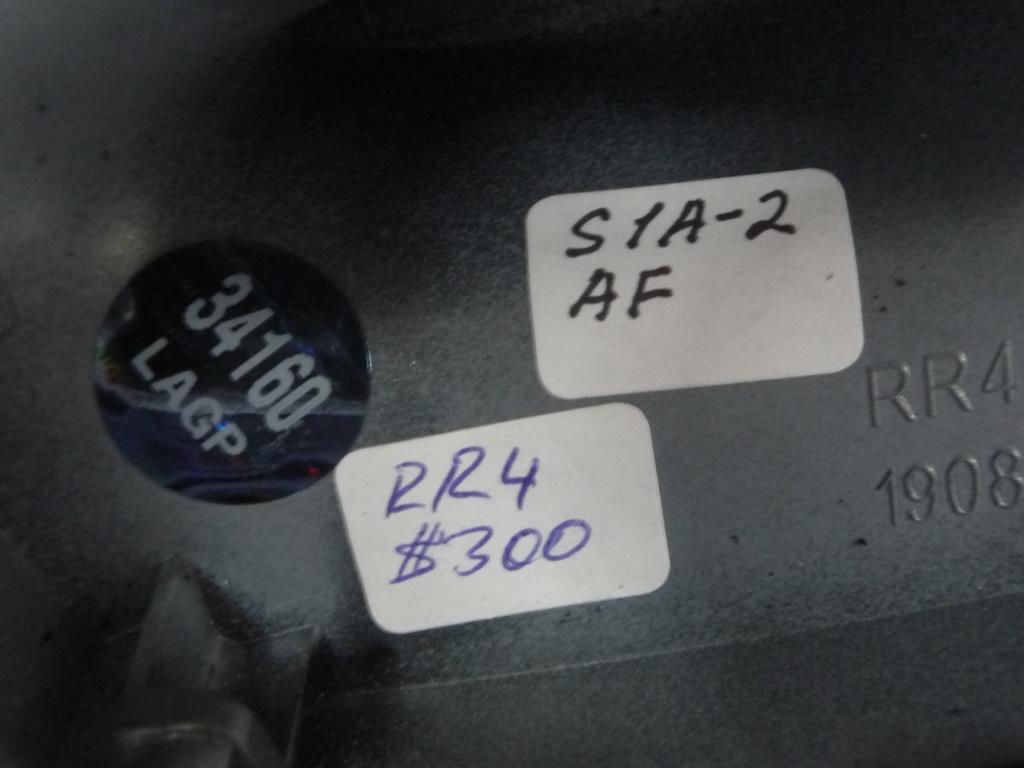 S1A-2
AF
34160
LAGP
RR4
$300
RR4
1908